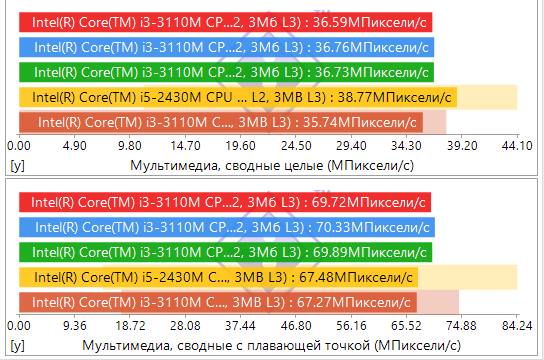 Intel(R) Core(TM) i3-3110M CP...2, 3Мб L3) : 36.59МПиксели/с
Intel(R) Core(TM) i3-3110M CP...2, 3Мб L3) : 36.76МПиксели/с
Intel(R) Core(TM) i3-3110M CP...2, 3Мб L3) : 36.73МПиксели/с
Intel(R) Core(TM) i5-2430M CPU ... L2, 3MB L3) : 38.77МПиксели/с
Intel(R) Core(TM) i3-3110M C..., 3MB L3) : 35.74МПиксели/с
0.00 4.90 9.80 14.70 19.60 24.50 29.40 34.30 39.20 44.10
[y] Мультимедиа, сводные целые (МПиксели/с)
Intel(R) Core(TM) i3-3110M CP...2, 3Мб L3) : 69.72МПиксели/с
Intel(R) Core(TM) i3-3110M CP...2, 3Мб L3) : 70.33МПиксели/с
Intel(R) Core(TM) i3-3110M CP...2, 3Мб L3) : 69.89МПиксели/с
Intel(R) Core(TM) i5-2430M C..., 3MB L3) : 67.48МПиксели/с
Intel(R) Core(TM) i3-3110M C..., 3MB L3) : 67.27МПиксели/с
0.00 9.36 18.72 28.08 37.44 46.80 56.16 65.52 74.88 84.24
[y] Мультимедиа, сводные с плавающей точкой (МПиксели/с)